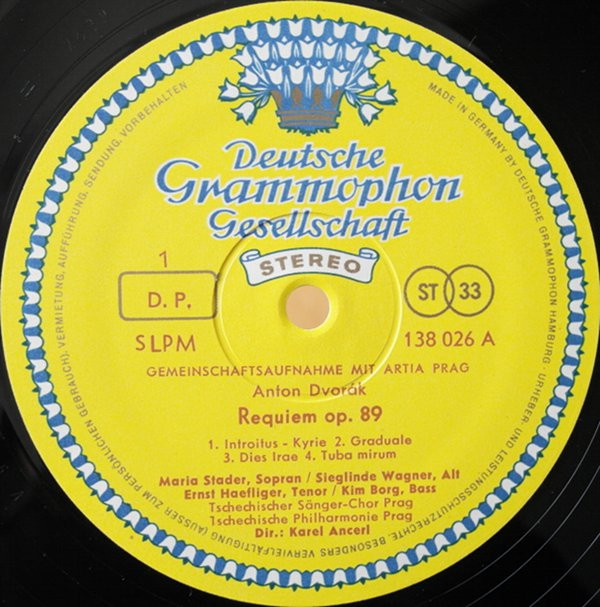 Deutsche
Grammophon
Gesellschaft
STEREO
1
D. P.
ST 33
SLPM
138 026 A
GEMEINSCHAFTSAUFNAHME MIT ARTIA PRAG
Anton Dvorák
Requiem op. 89
1. Introitus - Kyrie 2. Graduale
3. Dies Irae 4. Tuba mirum
Maria Stader, Sopran / Sieglinde Wagner, Alt
Ernst Haefliger, Tenor / Kim Borg, Bass
Tschechischer Sänger-Chor Prag
Tschechische Philharmonie Prag
Dir.: Karel Ancerl
MADE IN GERMANY BY DEUTSCHE GRAMMOPHON HAMBURG · URHEBER- UND LEISTUNGSSCHUTZRECHTE, BESONDERS VERVIELFÄLTIGUNG (AUSSER ZUM PERSÖNLICHEN GEBRAUCH), VERMIETUNG, AUFFÜHRUNG, SENDUNG, VORBEHALTEN